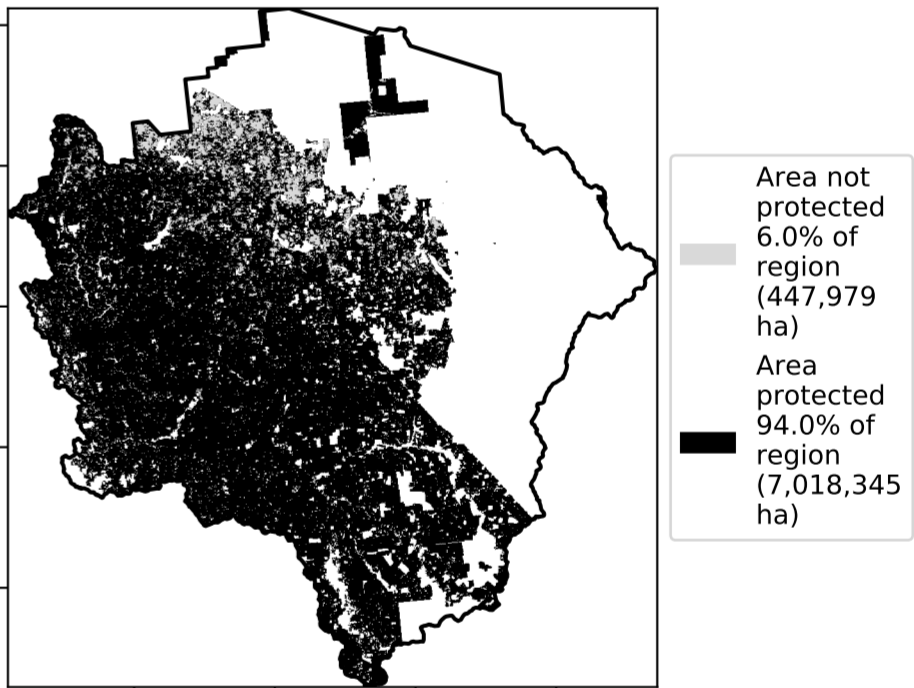 Area not
protected
6.0% of
region
(447,979
ha)
Area
protected
94.0% of
region
(7,018,345
ha)